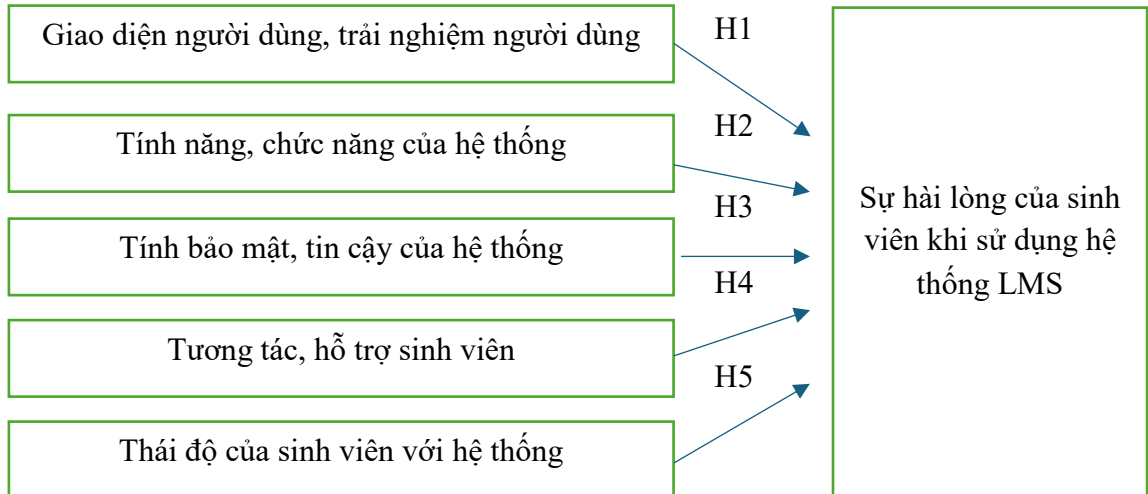 Giao diện người dùng, trải nghiệm người dùng
H1
Tính năng, chức năng của hệ thống
H2
Tính bảo mật, tin cậy của hệ thống
H3
Tương tác, hỗ trợ sinh viên
H4
Thái độ của sinh viên với hệ thống
H5
Sự hài lòng của sinh
viên khi sử dụng hệ
thống LMS